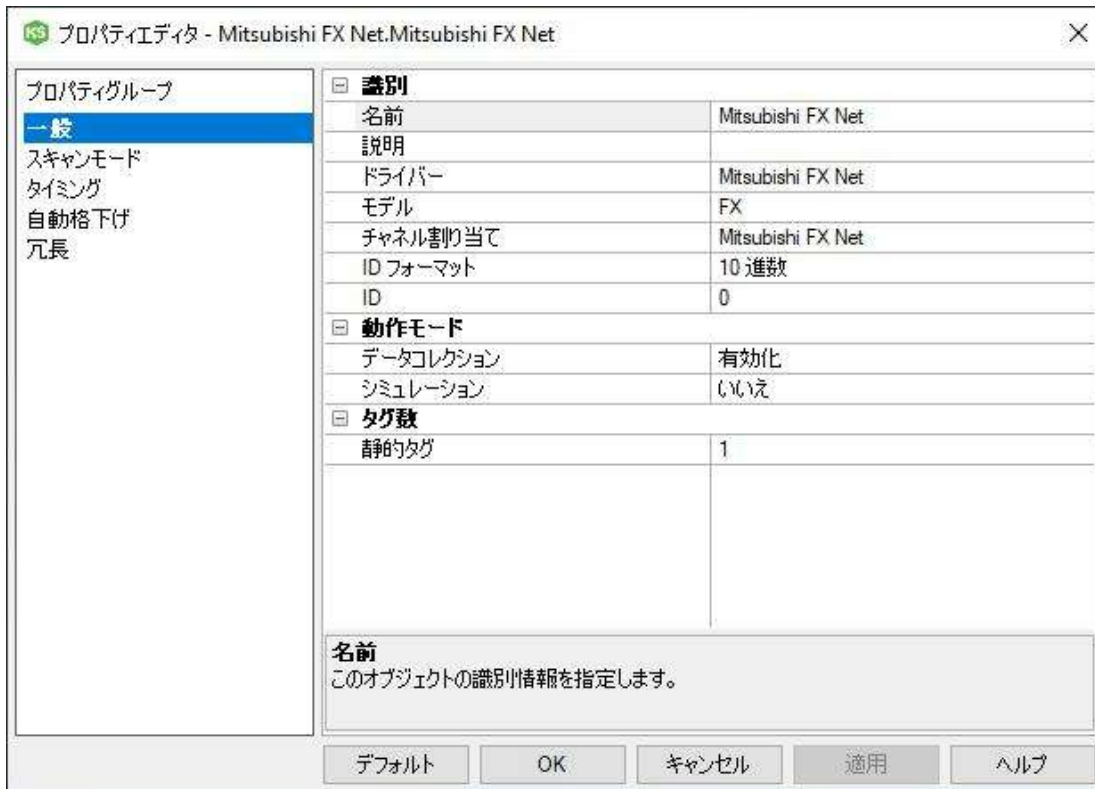 KS プロパティエディタ - Mitsubishi FX Net.Mitsubishi FX Net
プロパティグループ
一般
スキャンモード
タイミング
自動格下げ
冗長
識別
名前 Mitsubishi FX Net
説明
ドライバー Mitsubishi FX Net
モデル FX
チャネル割り当て Mitsubishi FX Net
ID フォーマット 10 進数
ID 0
動作モード
データコレクション 有効化
シミュレーション いいえ
タグ数
静的タグ 1
名前
このオブジェクトの識別情報を指定します。
デフォルト OK キャンセル 適用 ヘルプ